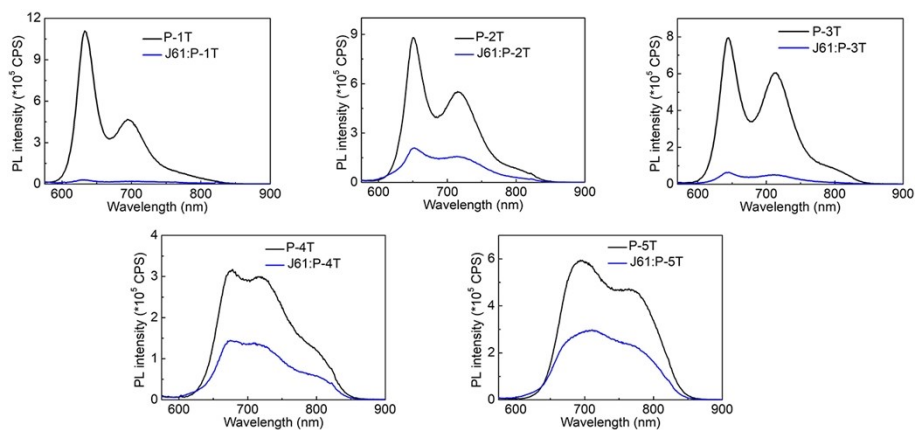 P-1T
J61:P-1T
PL intensity (*10⁵ CPS)
12
9
6
3
0
600
700
800
900
Wavelength (nm)
P-2T
J61:P-2T
PL intensity (*10⁵ CPS)
9
6
3
0
600
700
800
900
Wavelength (nm)
P-3T
J61:P-3T
PL intensity (*10⁵ CPS)
8
6
4
2
0
600
700
800
900
Wavelength (nm)
P-4T
J61:P-4T
PL intensity (*10⁵ CPS)
4
3
2
1
0
600
700
800
900
Wavelength (nm)
P-5T
J61:P-5T
PL intensity (*10⁵ CPS)
6
4
2
0
600
700
800
900
Wavelength (nm)